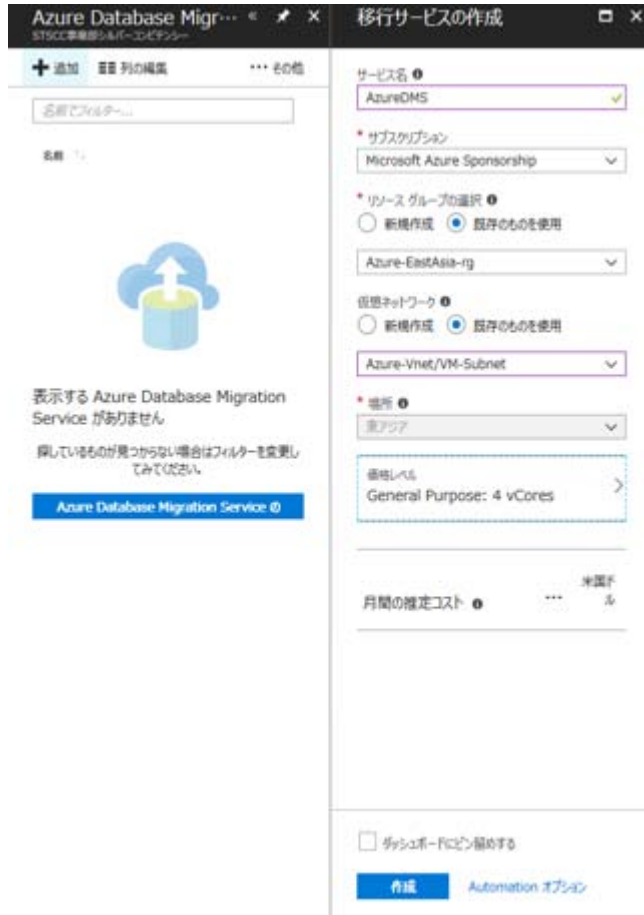 Azure Database Migr… « ×
STSCC事業部シルバーコンピテンシー
追加 列の編集 … その他
名前でフィルター...
名前
表示する Azure Database Migration
Service がありません
探しているものが見つからない場合はフィルターを変更し
てみてください。
Azure Database Migration Service の
移行サービスの作成
サービス名
AzureDMS
* サブスクリプション
Microsoft Azure Sponsorship
* リソース グループの選択
新規作成 既存のものを使用
Azure-EastAsia-rg
仮想ネットワーク
新規作成 既存のものを使用
Azure-Vnet/VM-Subnet
* 場所
東アジア
価格レベル
General Purpose: 4 vCores
月間の推定コスト … 米国ド
ル
ダッシュボードにピン留めする
作成 Automation オプション